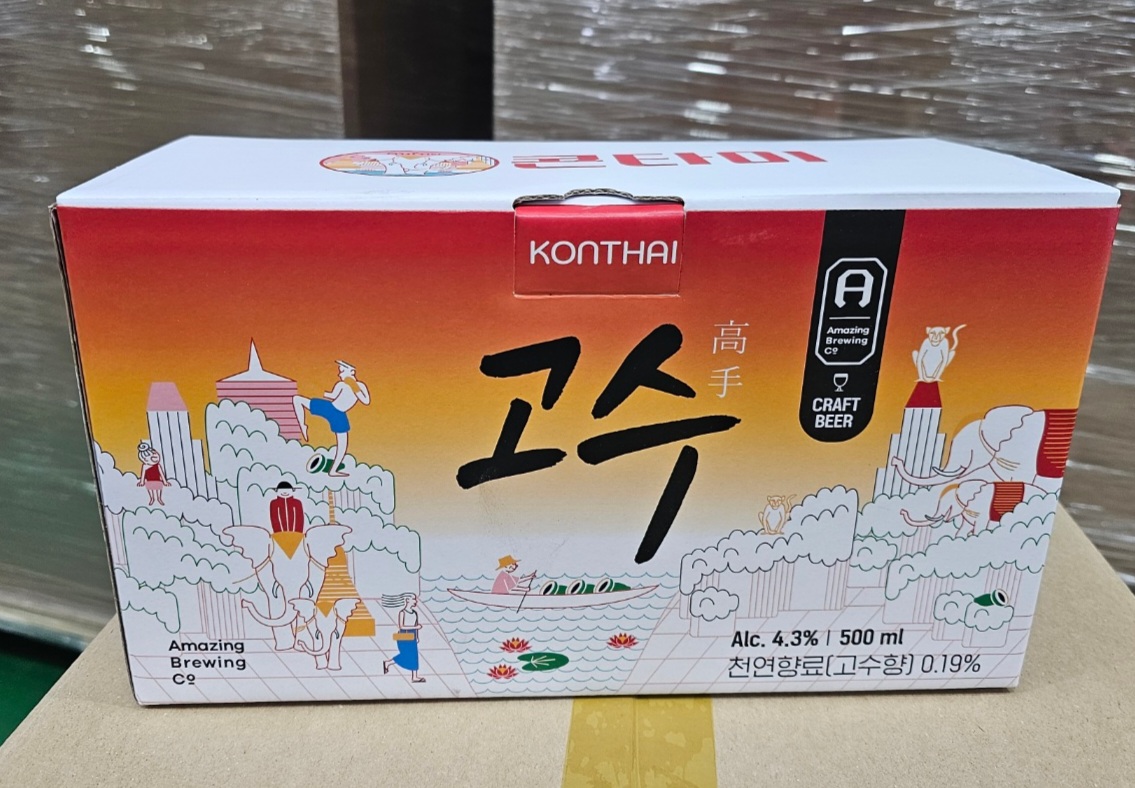 콘타이
KONTHAI
고수
高手
A
Amazing
Brewing
Co
CRAFT
BEER
Amazing
Brewing
Co
Alc. 4.3% | 500 ml
천연향료(고수향) 0.19%